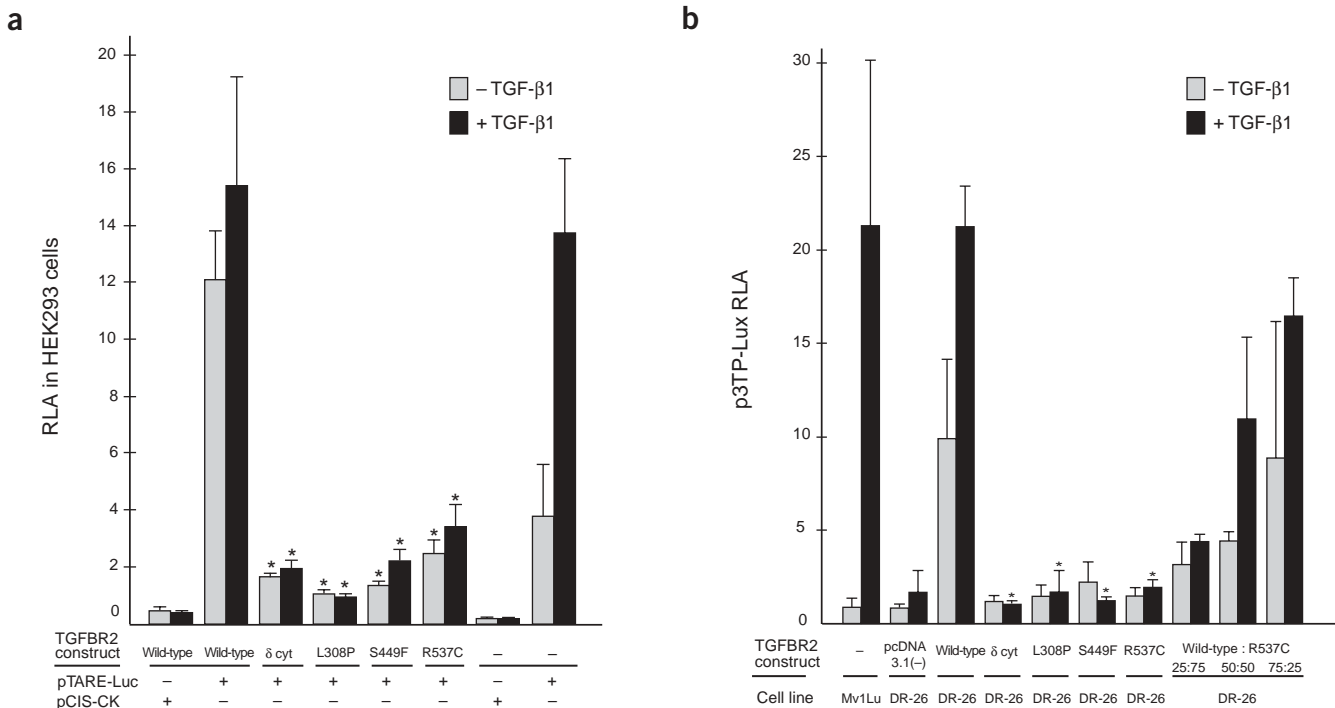 a
RLA in HEK293 cells
20
18
16
14
12
10
8
6
4
2
0
– TGF-β1
+ TGF-β1
* * * * * * * *
TGFBR2 construct Wild-type Wild-type δ cyt L308P S449F R537C – –
pTARE-Luc – + + + + + – +
pCIS-CK + – – – – – + –
b
p3TP-Lux RLA
30
25
20
15
10
5
0
– TGF-β1
+ TGF-β1
* * * *
TGFBR2 construct – pcDNA 3.1(–) Wild-type δ cyt L308P S449F R537C Wild-type : R537C
25:75 50:50 75:25
Cell line Mv1Lu DR-26 DR-26 DR-26 DR-26 DR-26 DR-26 DR-26